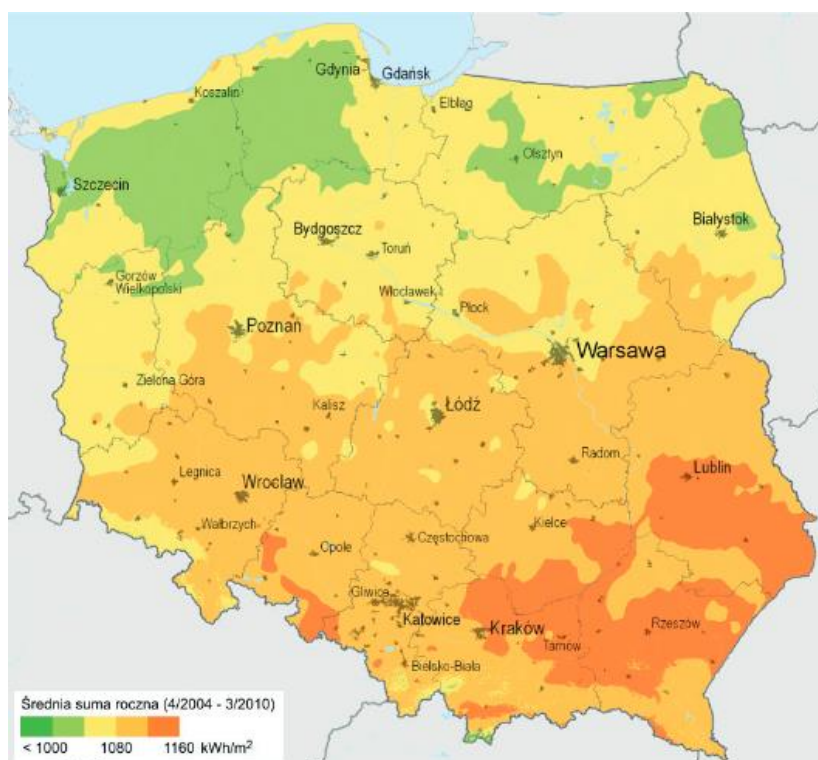 Gdynia
Gdańsk
Koszalin
Elbląg
Olsztyn
Szczecin
Białystok
Bydgoszcz
Toruń
Gorzów
Wielkopolski
Włocławek
Płock
Poznan
Warsawa
Zielona Góra
Kalisz
Łódź
Radom
Legnica
Wrocław
Lublin
Wałbrzych
Kielce
Opole
Częstochowa
Gliwice
Katowice
Kraków
Tarnów
Rzeszów
Bielsko-Biała
Średnia suma roczna (4/2004 - 3/2010)
< 1000 1080 1160 kWh/m²